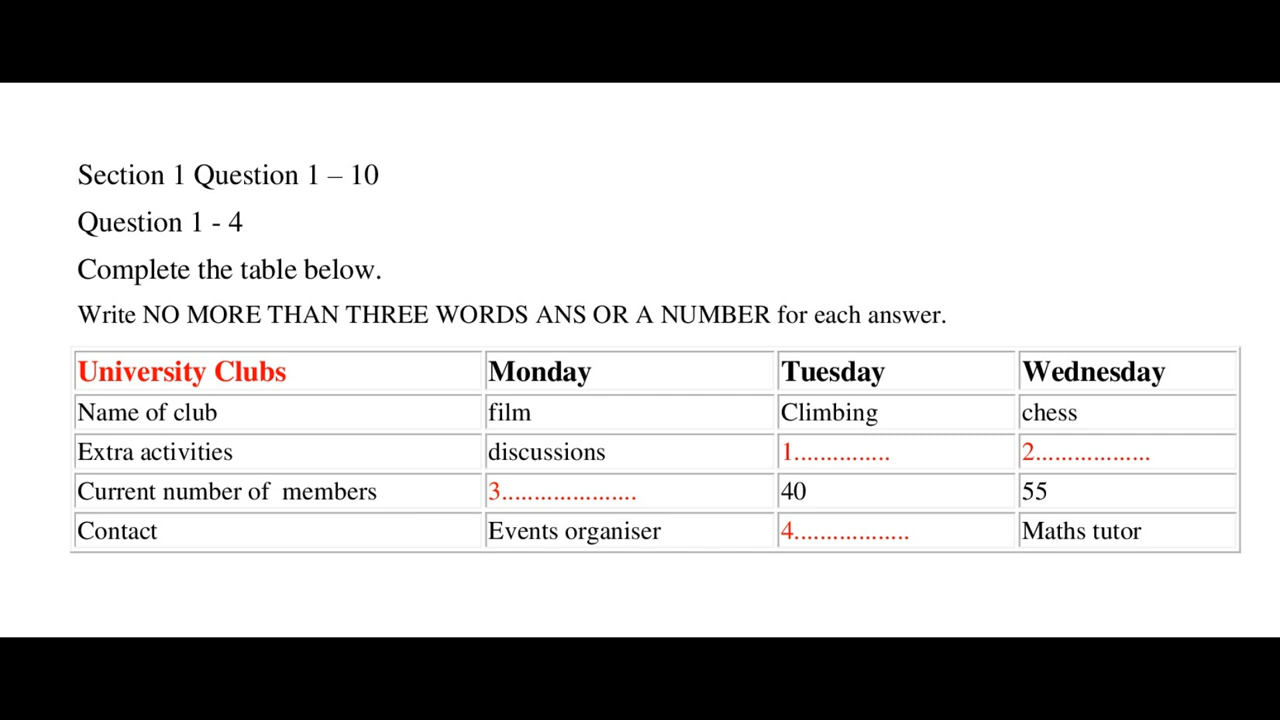 Section 1 Question 1 – 10
Question 1 - 4
Complete the table below.
Write NO MORE THAN THREE WORDS ANS OR A NUMBER for each answer.
University Clubs Monday Tuesday Wednesday
Name of club film Climbing chess
Extra activities discussions 1.............. 2..................
Current number of members 3..................... 40 55
Contact Events organiser 4.................. Maths tutor